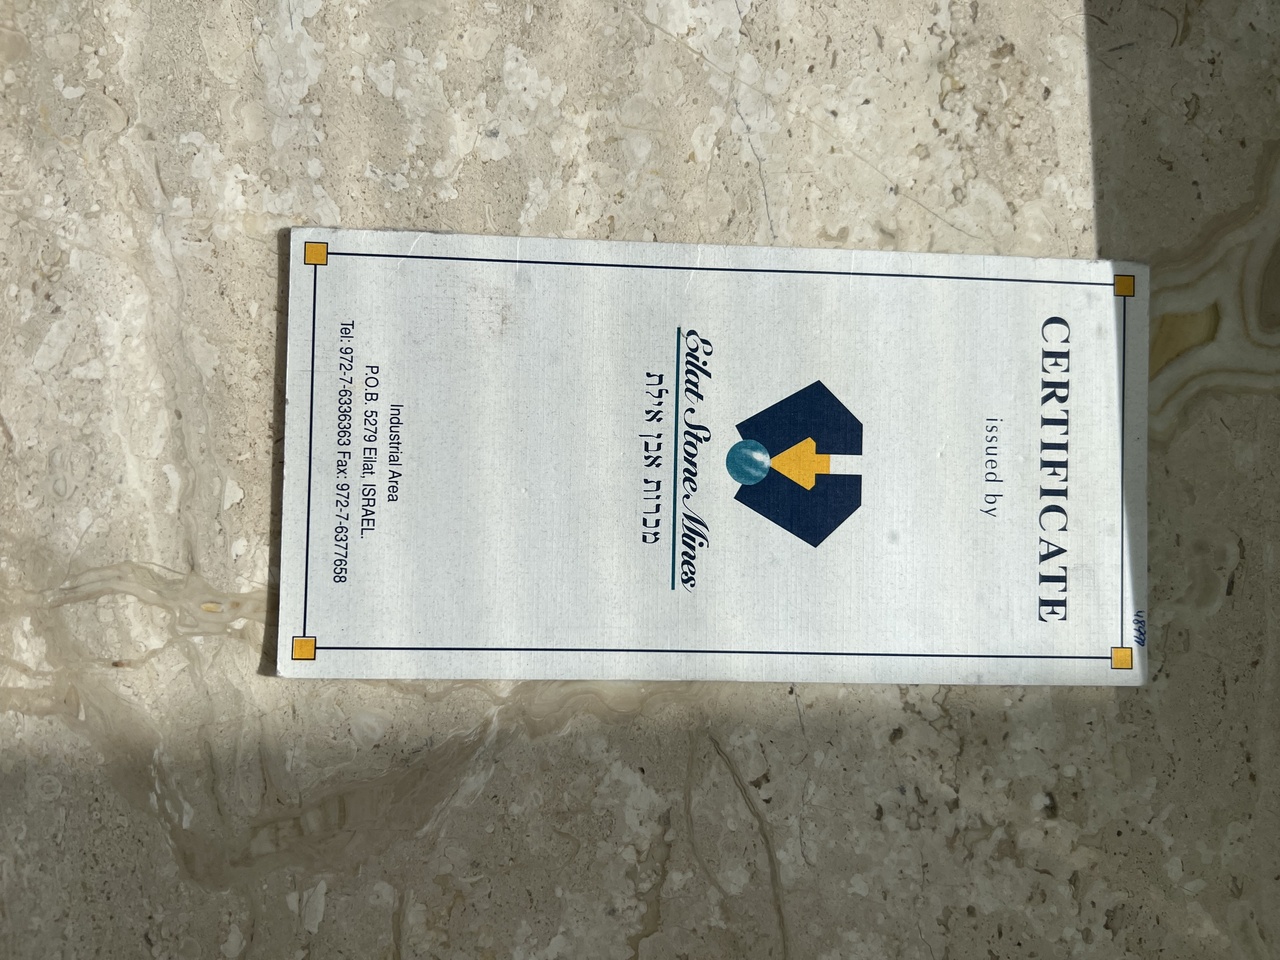 CERTIFICATE
issued by
Eilat Stone Mines
מכרות אבן אילת
Industrial Area
P.O.B. 5279 Eilat, ISRAEL.
Tel: 972-7-6336363 Fax: 972-7-6377658